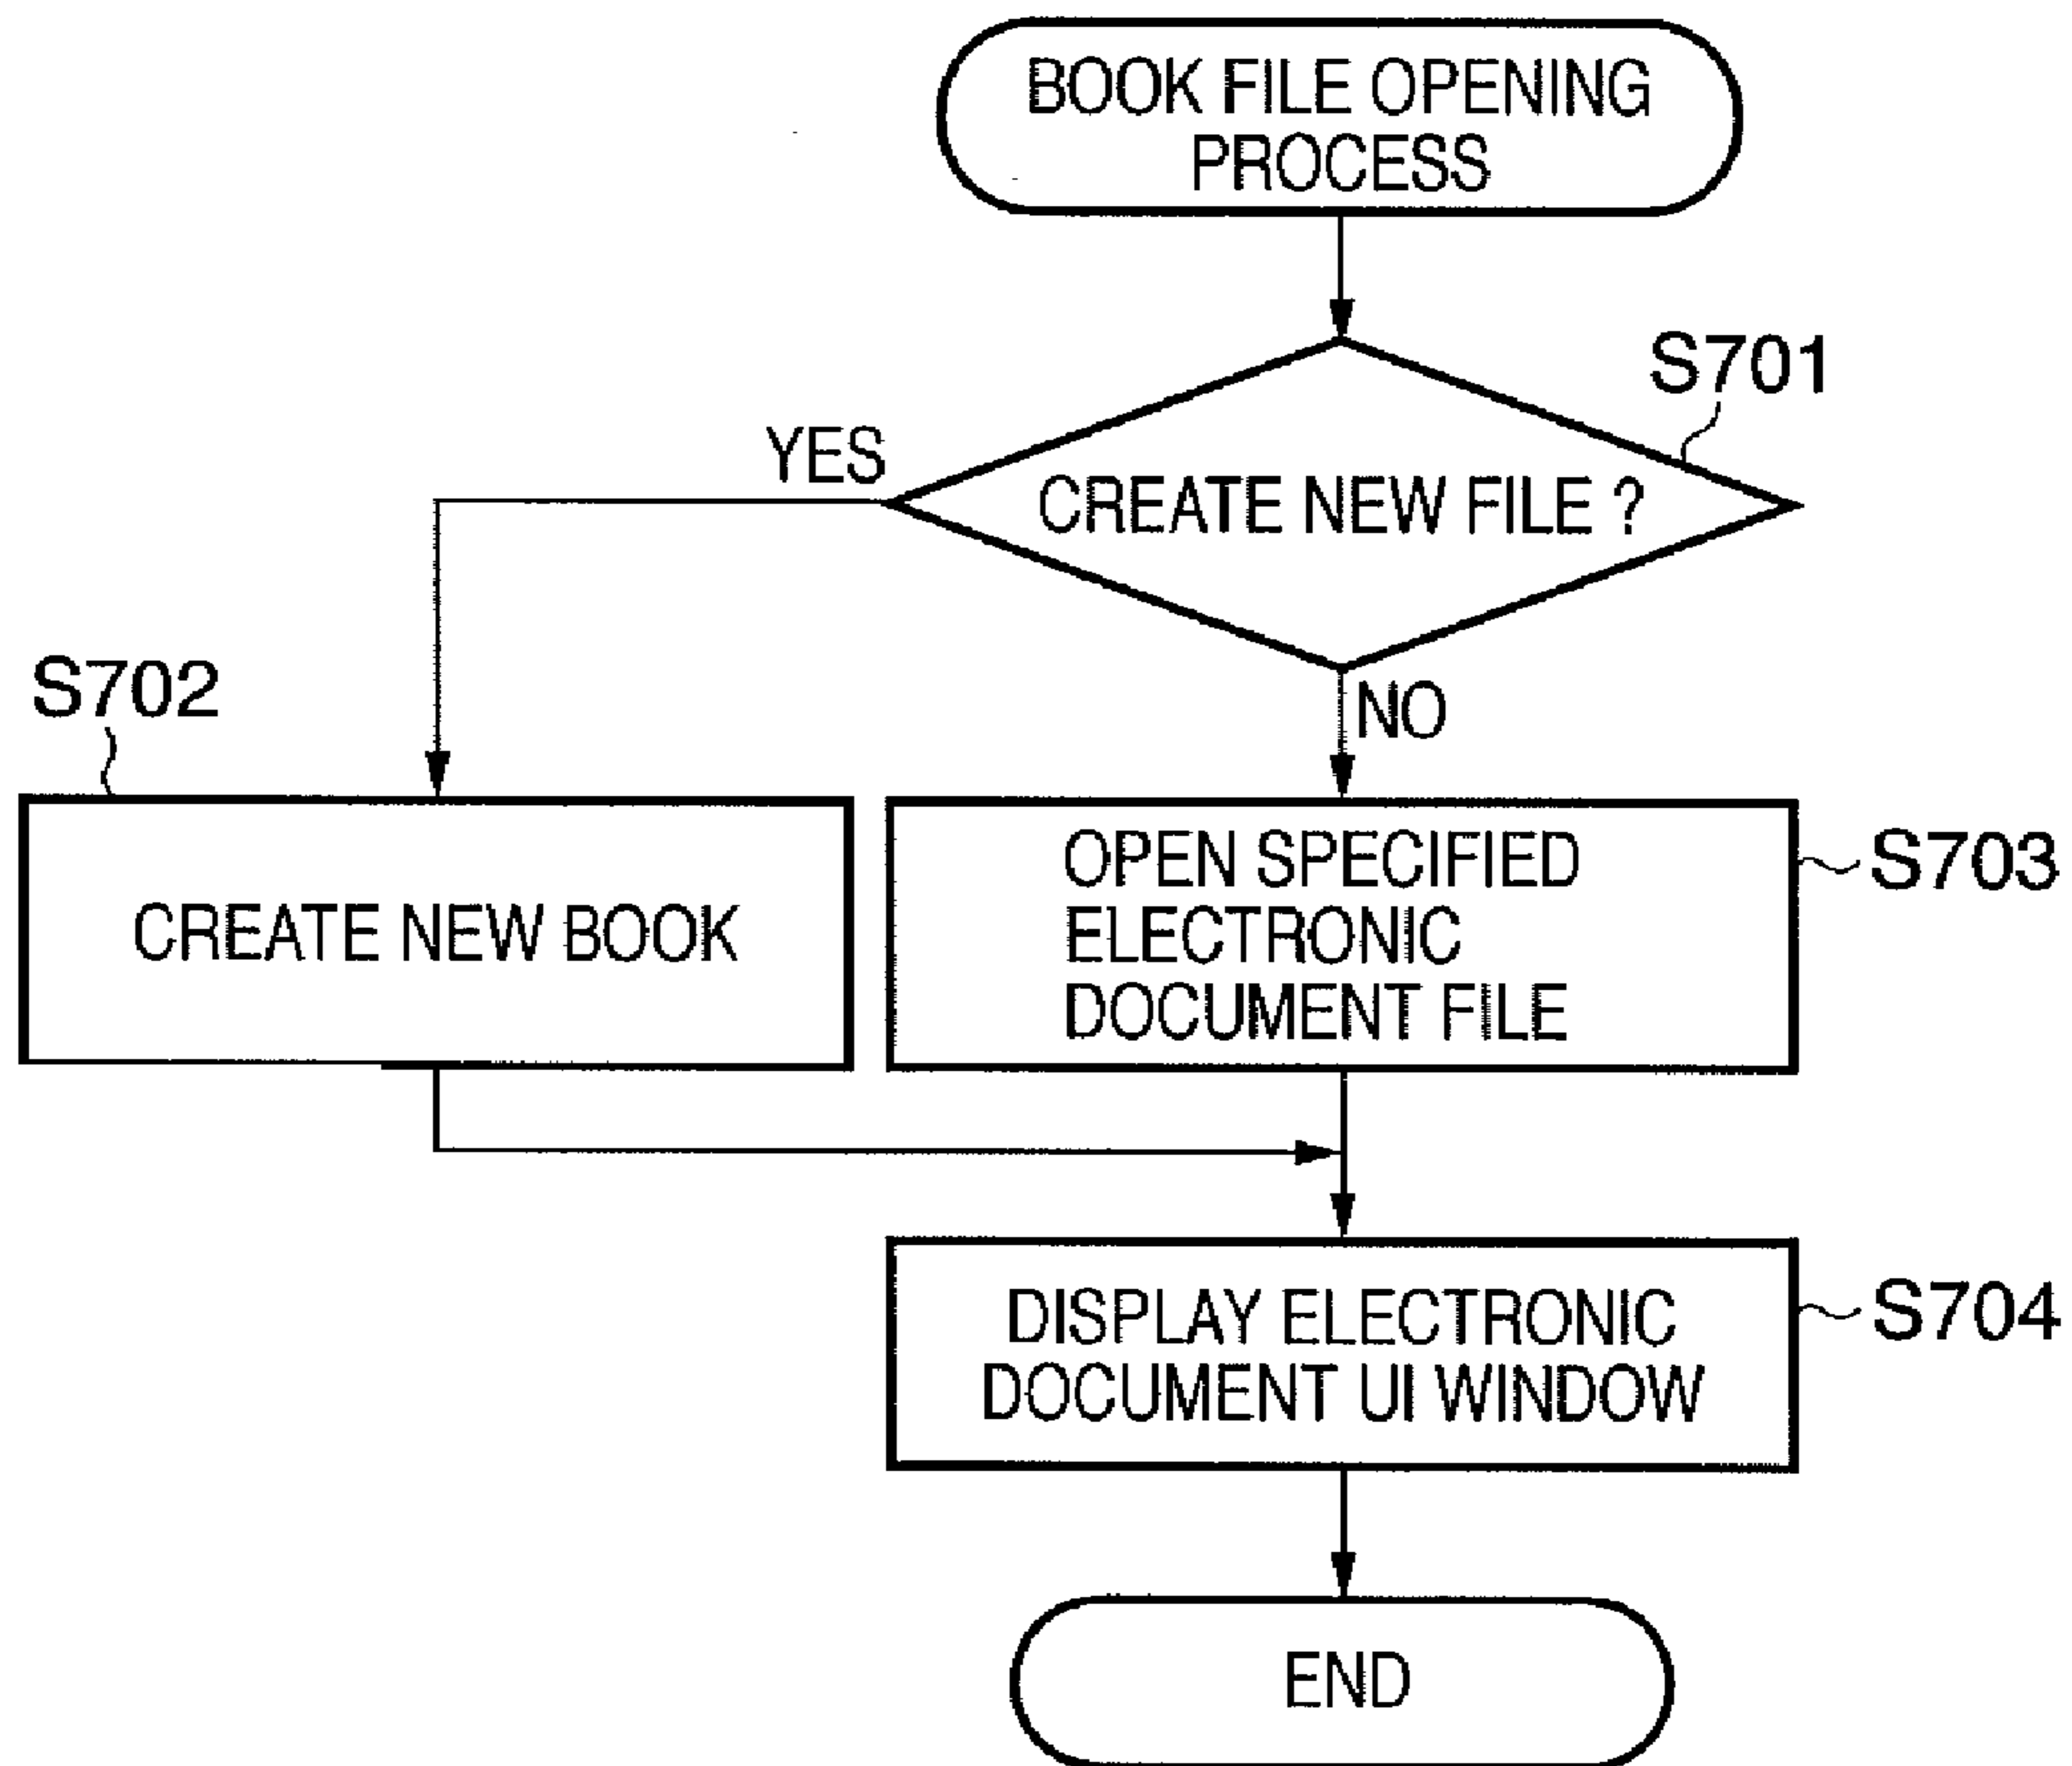 BOOK FILE OPENING
PROCESS
S701
YES
CREATE NEW FILE ?
S702
NO
CREATE NEW BOOK
OPEN SPECIFIED
ELECTRONIC
DOCUMENT FILE
S703
DISPLAY ELECTRONIC
DOCUMENT UI WINDOW
S704
END